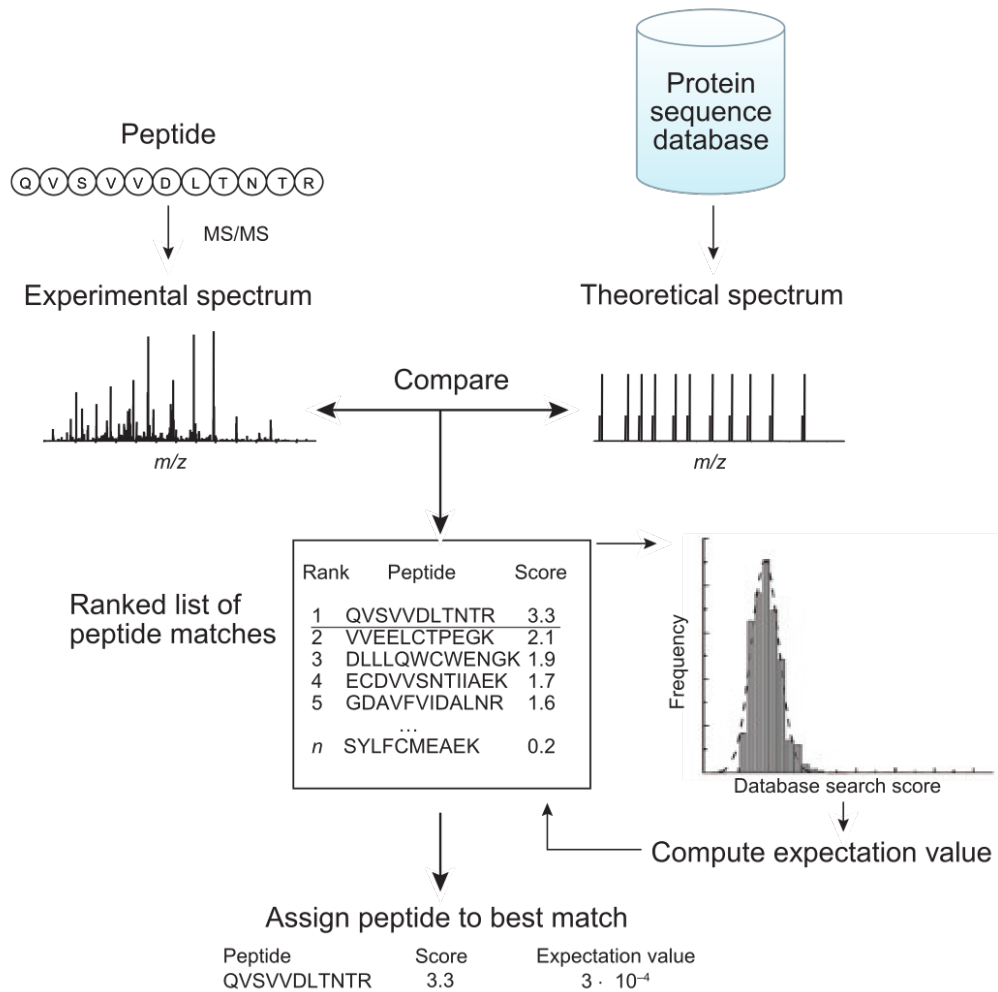 Protein
sequence
database
Peptide
Q V S V V D L T N T R
MS/MS
Experimental spectrum
Theoretical spectrum
Compare
m/z
m/z
Rank Peptide Score
1 QVSVVDLTNTR 3.3
2 VVEELCTPEGK 2.1
3 DLLLQWCWENGK 1.9
4 ECDVVSNTIIAEK 1.7
5 GDAVFVIDALNR 1.6
...
n SYLFCMEAEK 0.2
Ranked list of
peptide matches
Frequency
Database search score
Compute expectation value
Assign peptide to best match
Peptide Score Expectation value
QVSVVDLTNTR 3.3 3 · 10⁻⁴